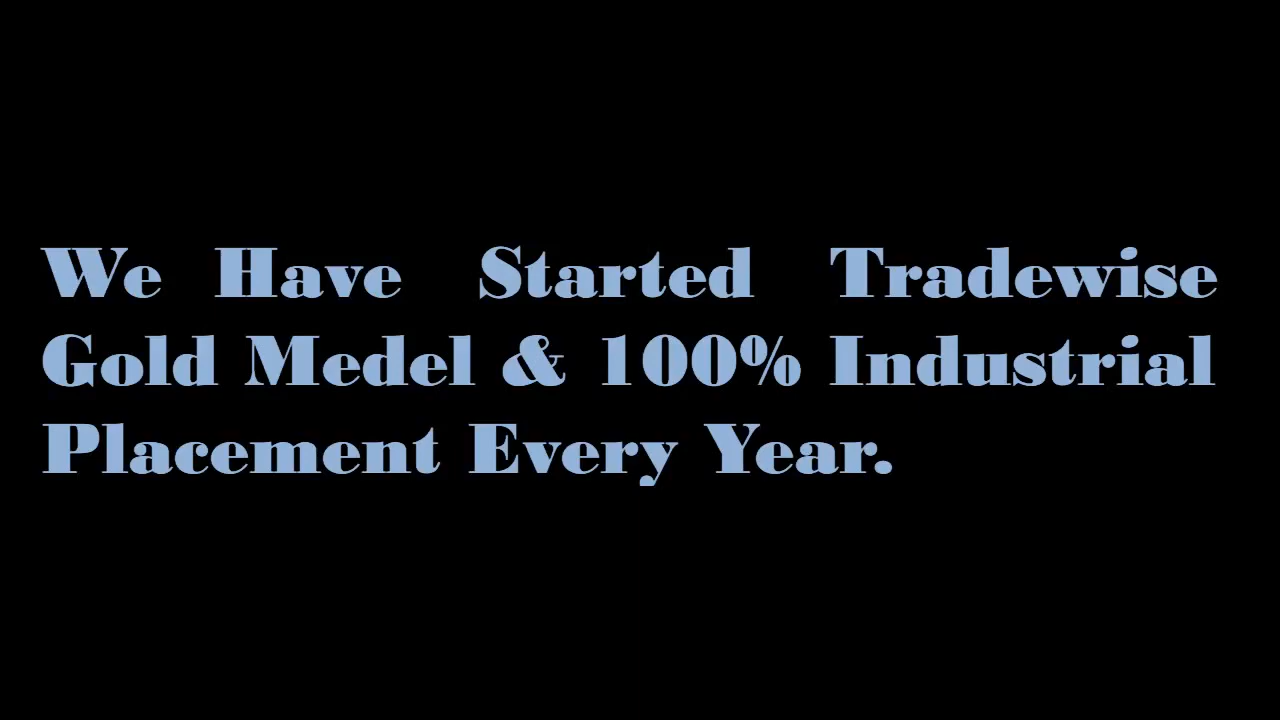 We Have Started Tradewise
Gold Medel & 100% Industrial
Placement Every Year.